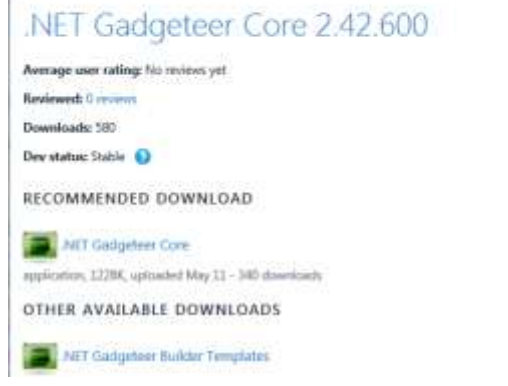 .NET Gadgeteer Core 2.42.600
Average user rating: No reviews yet
Reviewed: 0 reviews
Downloads: 580
Dev status: Stable
RECOMMENDED DOWNLOAD
.NET Gadgeteer Core
application, 1228K, uploaded May 11 - 340 downloads
OTHER AVAILABLE DOWNLOADS
.NET Gadgeteer Builder Templates